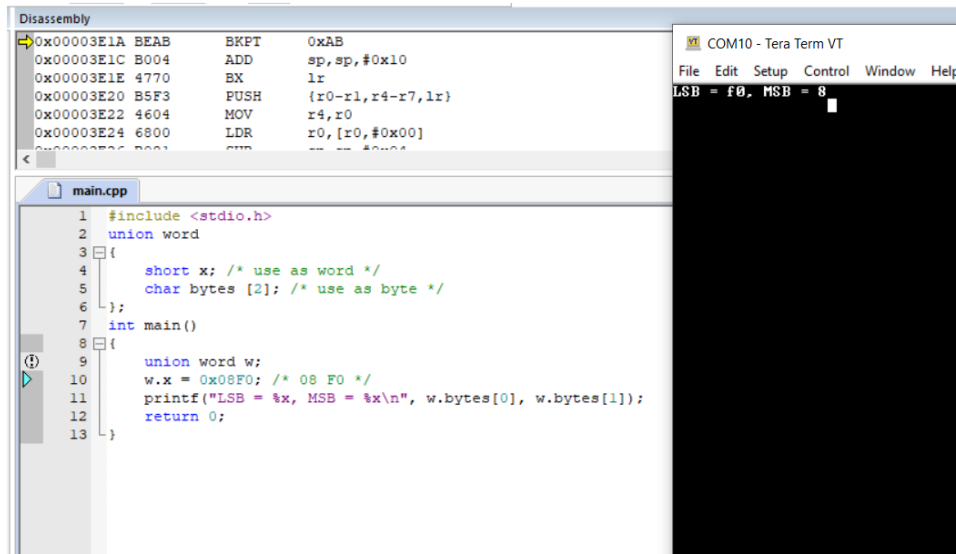 Disassembly
0x00003E1A BEAB BKPT 0xAB
0x00003E1C B004 ADD sp,sp,#0x10
0x00003E1E 4770 BX lr
0x00003E20 B5F3 PUSH {r0-r1,r4-r7,lr}
0x00003E22 4604 MOV r4,r0
0x00003E24 6800 LDR r0,[r0,#0x00]
main.cpp
1 #include <stdio.h>
2 union word
3 {
4 short x; /* use as word */
5 char bytes [2]; /* use as byte */
6 };
7 int main()
8 {
9 union word w;
10 w.x = 0x08F0; /* 08 F0 */
11 printf("LSB = %x, MSB = %x\n", w.bytes[0], w.bytes[1]);
12 return 0;
13 }
VT COM10 - Tera Term VT
File Edit Setup Control Window Help
LSB = f0, MSB = 8